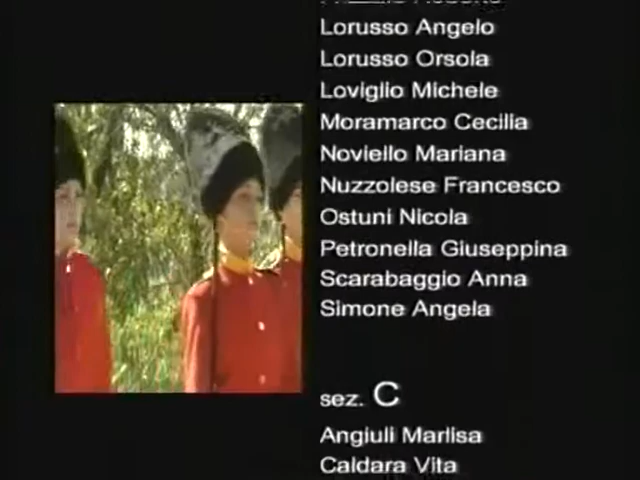 Lorusso Angelo
Lorusso Orsola
Loviglio Michele
Moramarco Cecilia
Noviello Mariana
Nuzzolese Francesco
Ostuni Nicola
Petronella Giuseppina
Scarabaggio Anna
Simone Angela
sez. C
Angiuli Marlisa
Caldara Vita